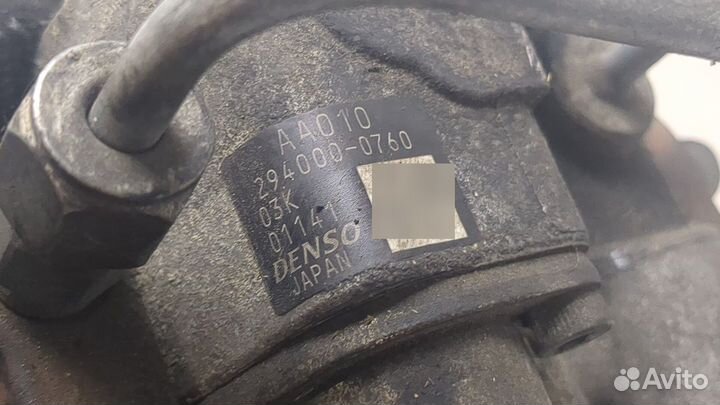 AA010
294000-0760
03K
01141
DENSO
JAPAN
Avito